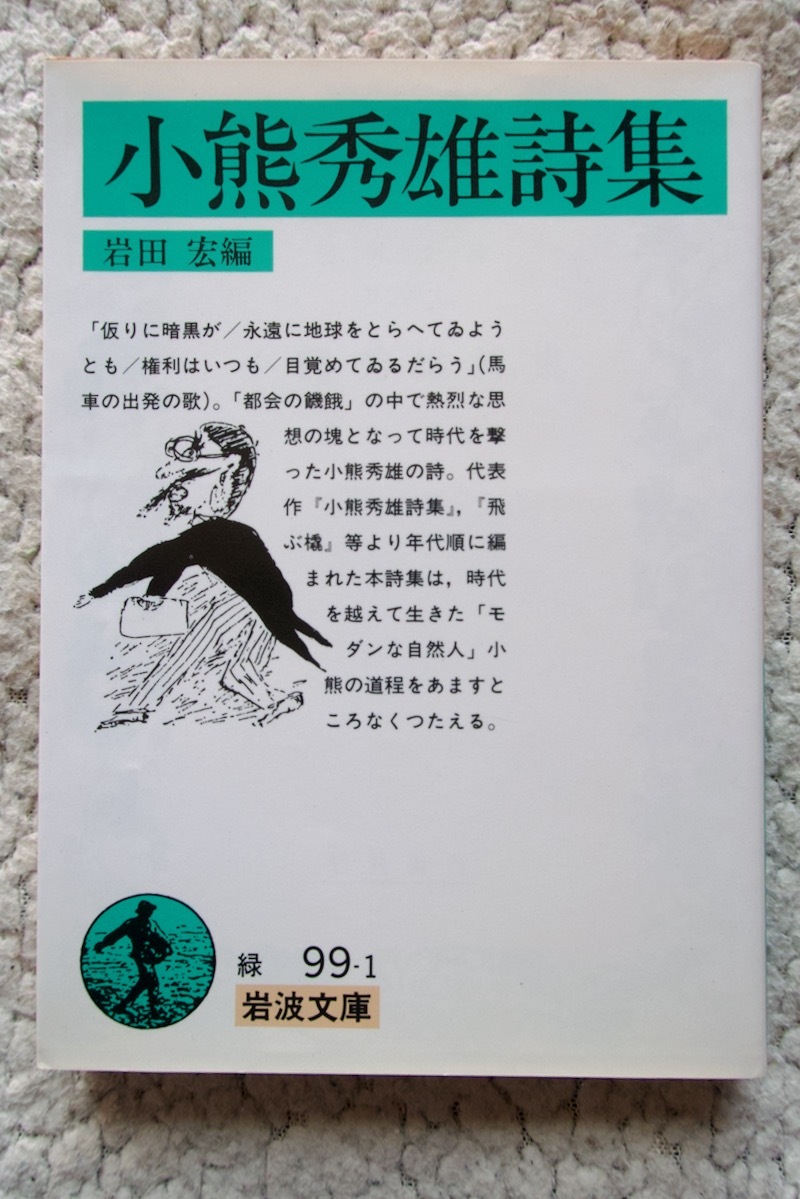 小熊秀雄詩集
岩田 宏編
「仮りに暗黒が／永遠に地球をとらへてゐよう
とも／権利はいつも／目覚めてゐるだらう」(馬
車の出発の歌)。「都会の饑餓」の中で熱烈な思
想の塊となって時代を撃
った小熊秀雄の詩。代表
作『小熊秀雄詩集』,『飛
ぶ橇』等より年代順に編
まれた本詩集は, 時代
を越えて生きた「モ
ダンな自然人」小
熊の道程をあますと
ころなくつたえる。
緑 99-1
岩波文庫